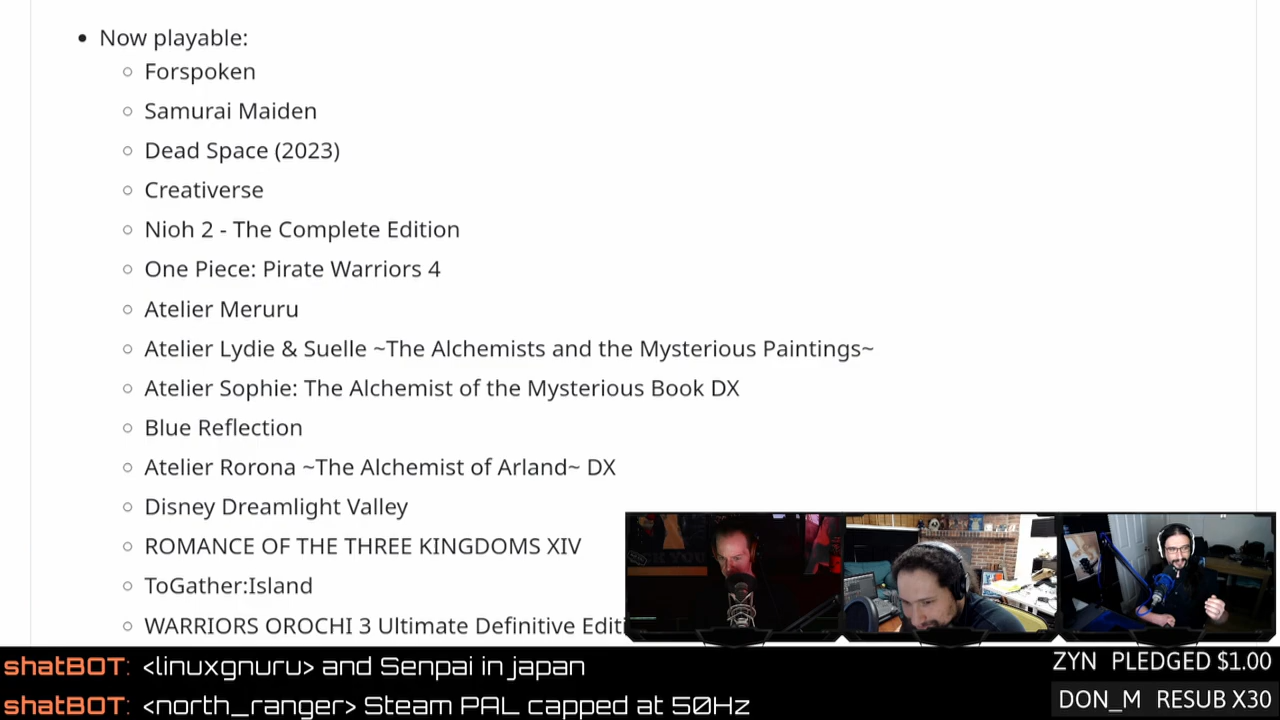 Now playable:
Forspoken
Samurai Maiden
Dead Space (2023)
Creativerse
Nioh 2 - The Complete Edition
One Piece: Pirate Warriors 4
Atelier Meruru
Atelier Lydie & Suelle ~The Alchemists and the Mysterious Paintings~
Atelier Sophie: The Alchemist of the Mysterious Book DX
Blue Reflection
Atelier Rorona ~The Alchemist of Arland~ DX
Disney Dreamlight Valley
ROMANCE OF THE THREE KINGDOMS XIV
ToGather:Island
WARRIORS OROCHI 3 Ultimate Definitive Editi
shatBOT: <linuxgnuru> and Senpai in japan
ZYN PLEDGED $1.00
shatBOT: <north_ranger> Steam PAL capped at 50Hz
DON_M RESUB X30